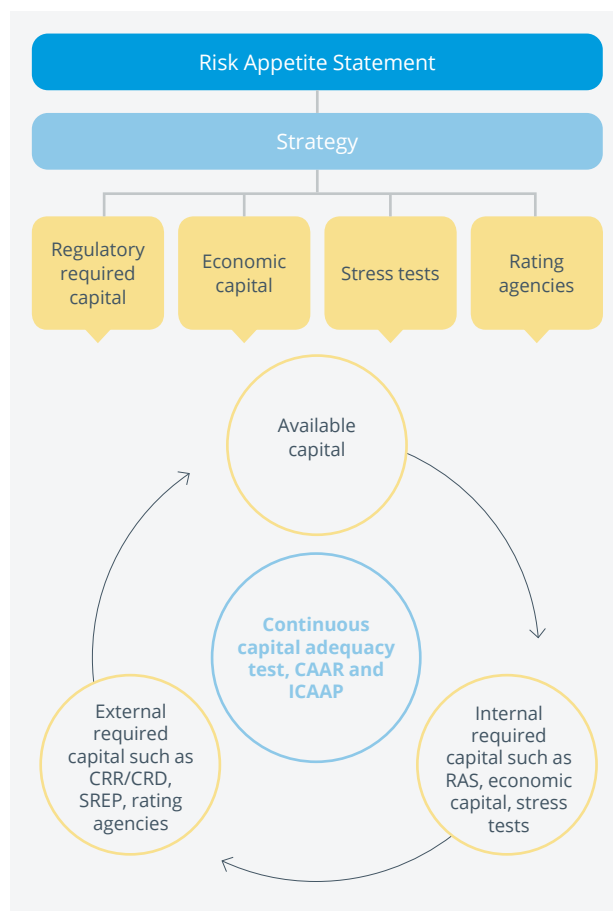 Risk Appetite Statement
Strategy
Regulatory
required
capital
Economic
capital
Stress tests
Rating
agencies
Available
capital
Continuous
capital adequacy
test, CAAR and
ICAAP
External
required
capital such as
CRR/CRD,
SREP, rating
agencies
Internal
required
capital such as
RAS, economic
capital, stress
tests